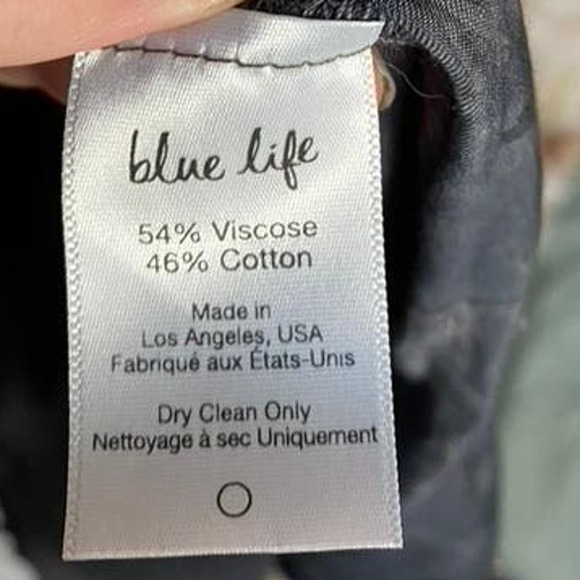 blue life
54% Viscose
46% Cotton
Made in
Los Angeles, USA
Fabriqué aux États-Unis
Dry Clean Only
Nettoyage à sec Uniquement